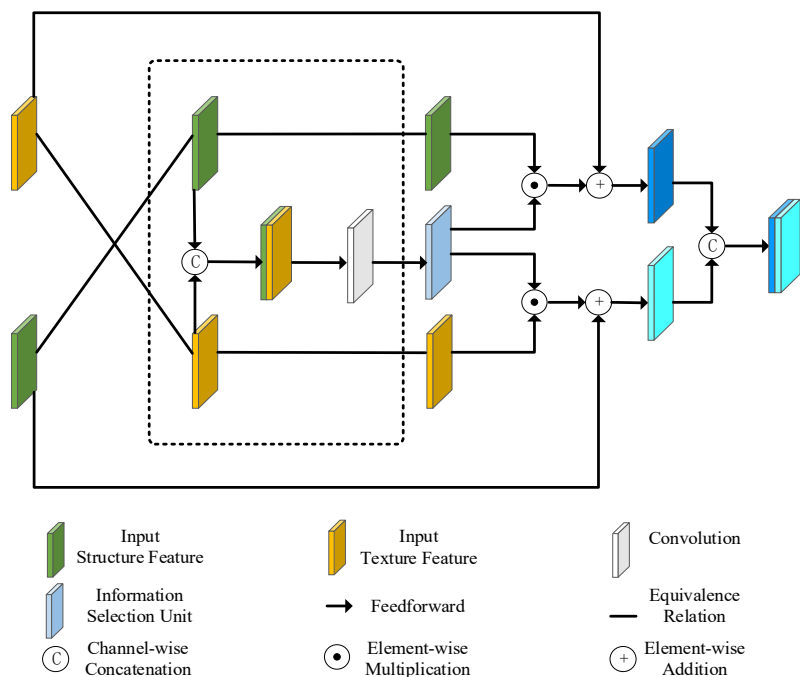 C
C
Input
Structure Feature
Input
Texture Feature
Convolution
Information
Selection Unit
Feedforward
Equivalence
Relation
C
Channel-wise
Concatenation
Element-wise
Multiplication
Element-wise
Addition